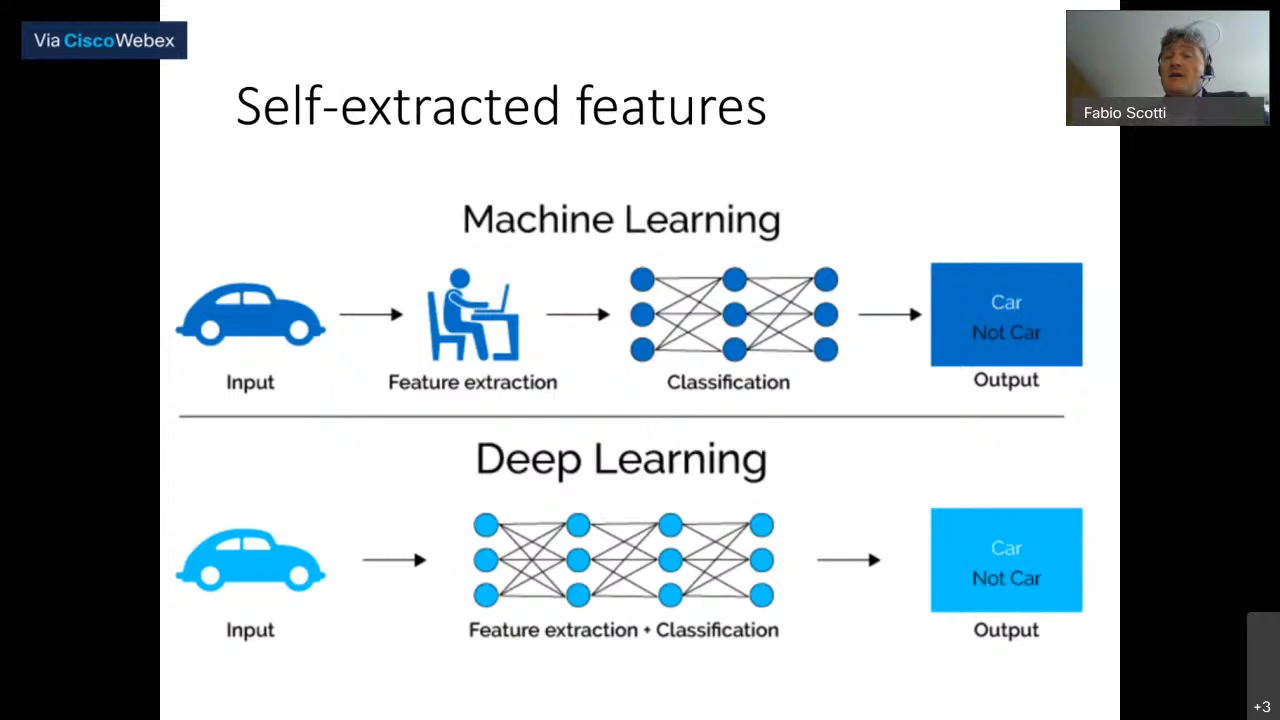 Via CiscoWebex
Fabio Scotti
Self-extracted features
Machine Learning
Car
Not Car
Input
Feature extraction
Classification
Output
Deep Learning
Car
Not Car
Input
Feature extraction + Classification
Output
+3